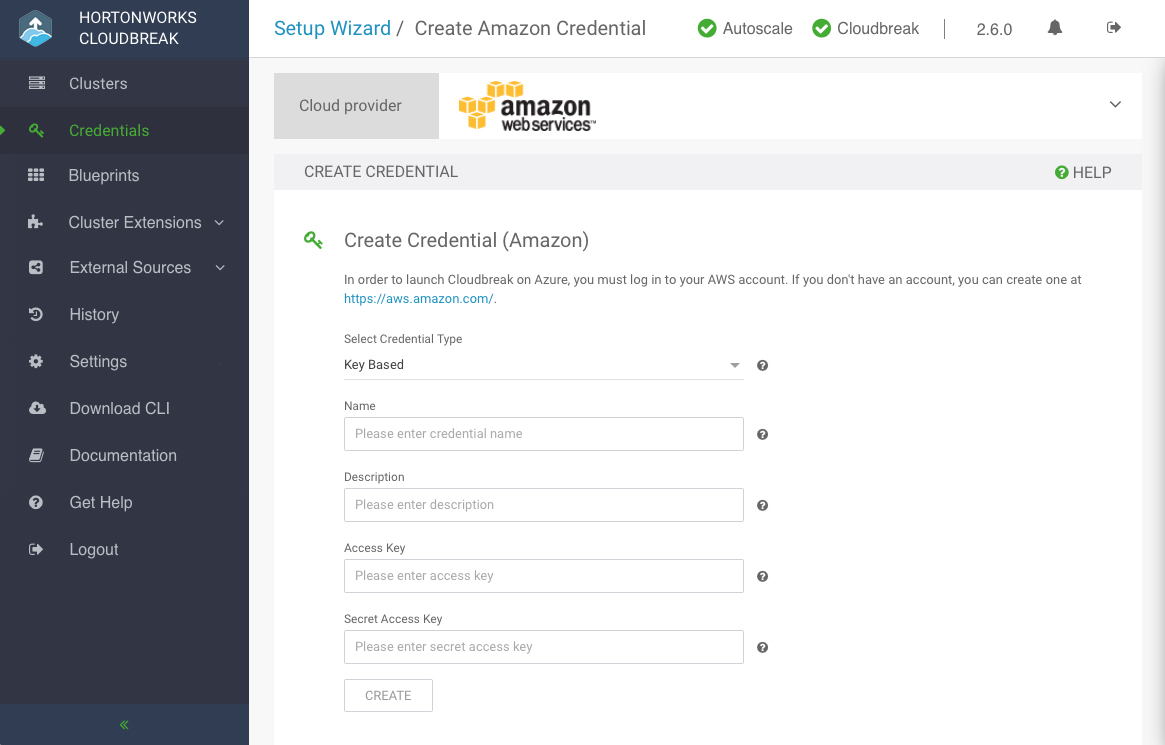 HORTONWORKS
CLOUDBREAK
Clusters
Credentials
Blueprints
Cluster Extensions
External Sources
History
Settings
Download CLI
Documentation
Get Help
Logout
Setup Wizard / Create Amazon Credential
Autoscale
Cloudbreak
2.6.0
Cloud provider
amazon
webservices™
CREATE CREDENTIAL
HELP
Create Credential (Amazon)
In order to launch Cloudbreak on Azure, you must log in to your AWS account. If you don't have an account, you can create one at
https://aws.amazon.com/.
Select Credential Type
Key Based
Name
Please enter credential name
Description
Please enter description
Access Key
Please enter access key
Secret Access Key
Please enter secret access key
CREATE